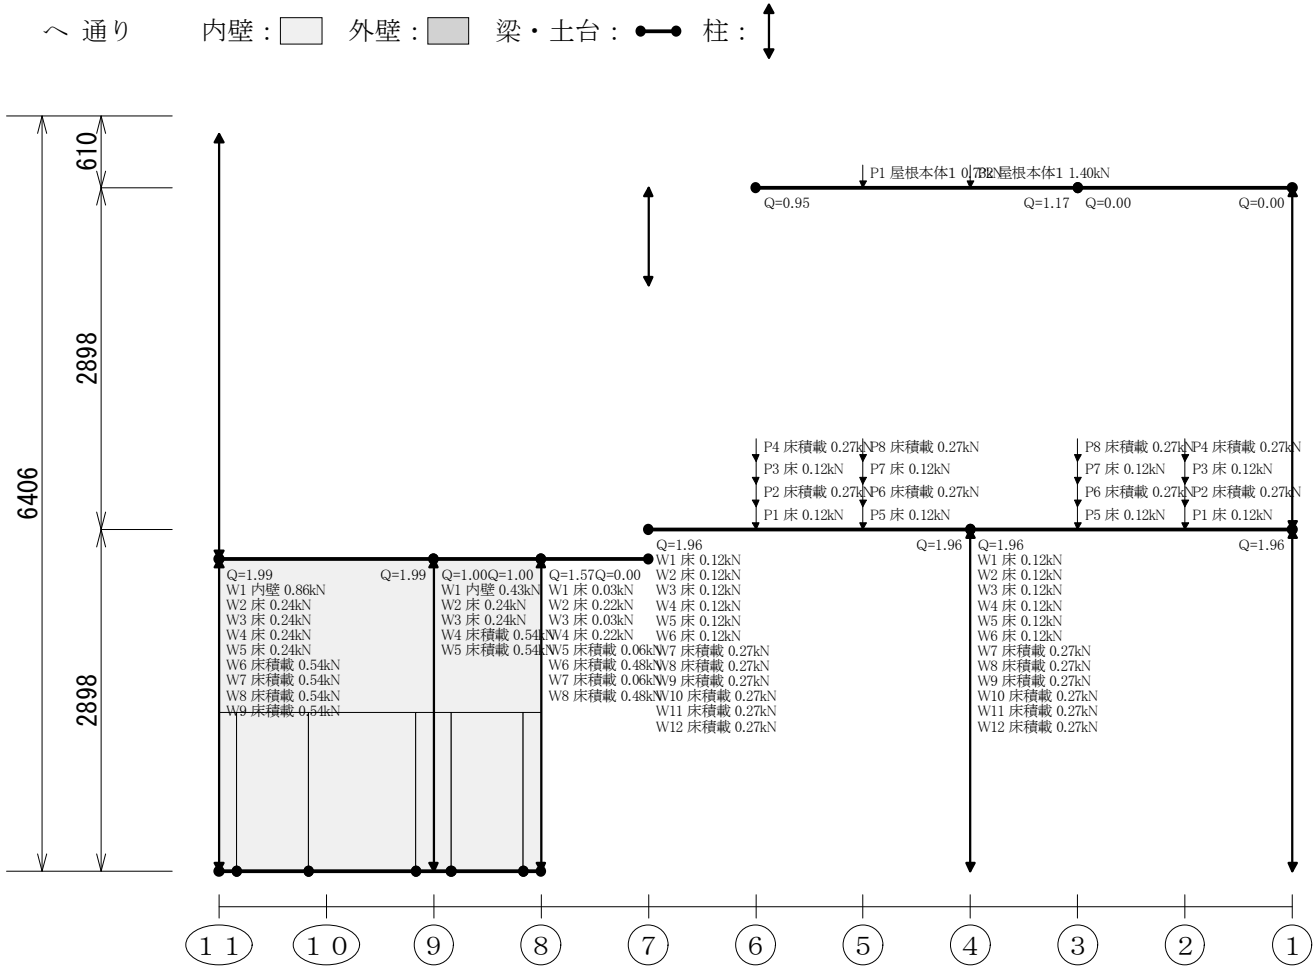 へ 通り 内壁： 外壁： 梁・土台： 柱：
610
2898
6406
2898
P1 屋根本体1 0.73kN
P2 屋根本体1 1.40kN
Q=0.95
Q=1.17
Q=0.00
Q=0.00
P4 床積載 0.27kN
P3 床 0.12kN
P2 床積載 0.27kN
P1 床 0.12kN
P8 床積載 0.27kN
P7 床 0.12kN
P6 床積載 0.27kN
P5 床 0.12kN
P8 床積載 0.27kN
P7 床 0.12kN
P6 床積載 0.27kN
P5 床 0.12kN
P4 床積載 0.27kN
P3 床 0.12kN
P2 床積載 0.27kN
P1 床 0.12kN
Q=1.99
Q=1.99
W1 内壁 0.86kN
W2 床 0.24kN
W3 床 0.24kN
W4 床 0.24kN
W5 床 0.24kN
W6 床積載 0.54kN
W7 床積載 0.54kN
W8 床積載 0.54kN
W9 床積載 0.54kN
Q=1.00
Q=1.00
W1 内壁 0.43kN
W2 床 0.24kN
W3 床 0.24kN
W4 床積載 0.54kN
W5 床積載 0.54kN
Q=1.57
Q=0.00
W1 床 0.03kN
W2 床 0.22kN
W3 床 0.03kN
W4 床 0.22kN
W5 床積載 0.06kN
W6 床積載 0.48kN
W7 床積載 0.06kN
W8 床積載 0.48kN
Q=1.96
Q=1.96
W1 床 0.12kN
W2 床 0.12kN
W3 床 0.12kN
W4 床 0.12kN
W5 床 0.12kN
W6 床 0.12kN
W7 床積載 0.27kN
W8 床積載 0.27kN
W9 床積載 0.27kN
W10 床積載 0.27kN
W11 床積載 0.27kN
W12 床積載 0.27kN
Q=1.96
Q=1.96
W1 床 0.12kN
W2 床 0.12kN
W3 床 0.12kN
W4 床 0.12kN
W5 床 0.12kN
W6 床 0.12kN
W7 床積載 0.27kN
W8 床積載 0.27kN
W9 床積載 0.27kN
W10 床積載 0.27kN
W11 床積載 0.27kN
W12 床積載 0.27kN
11 10 9 8 7 6 5 4 3 2 1